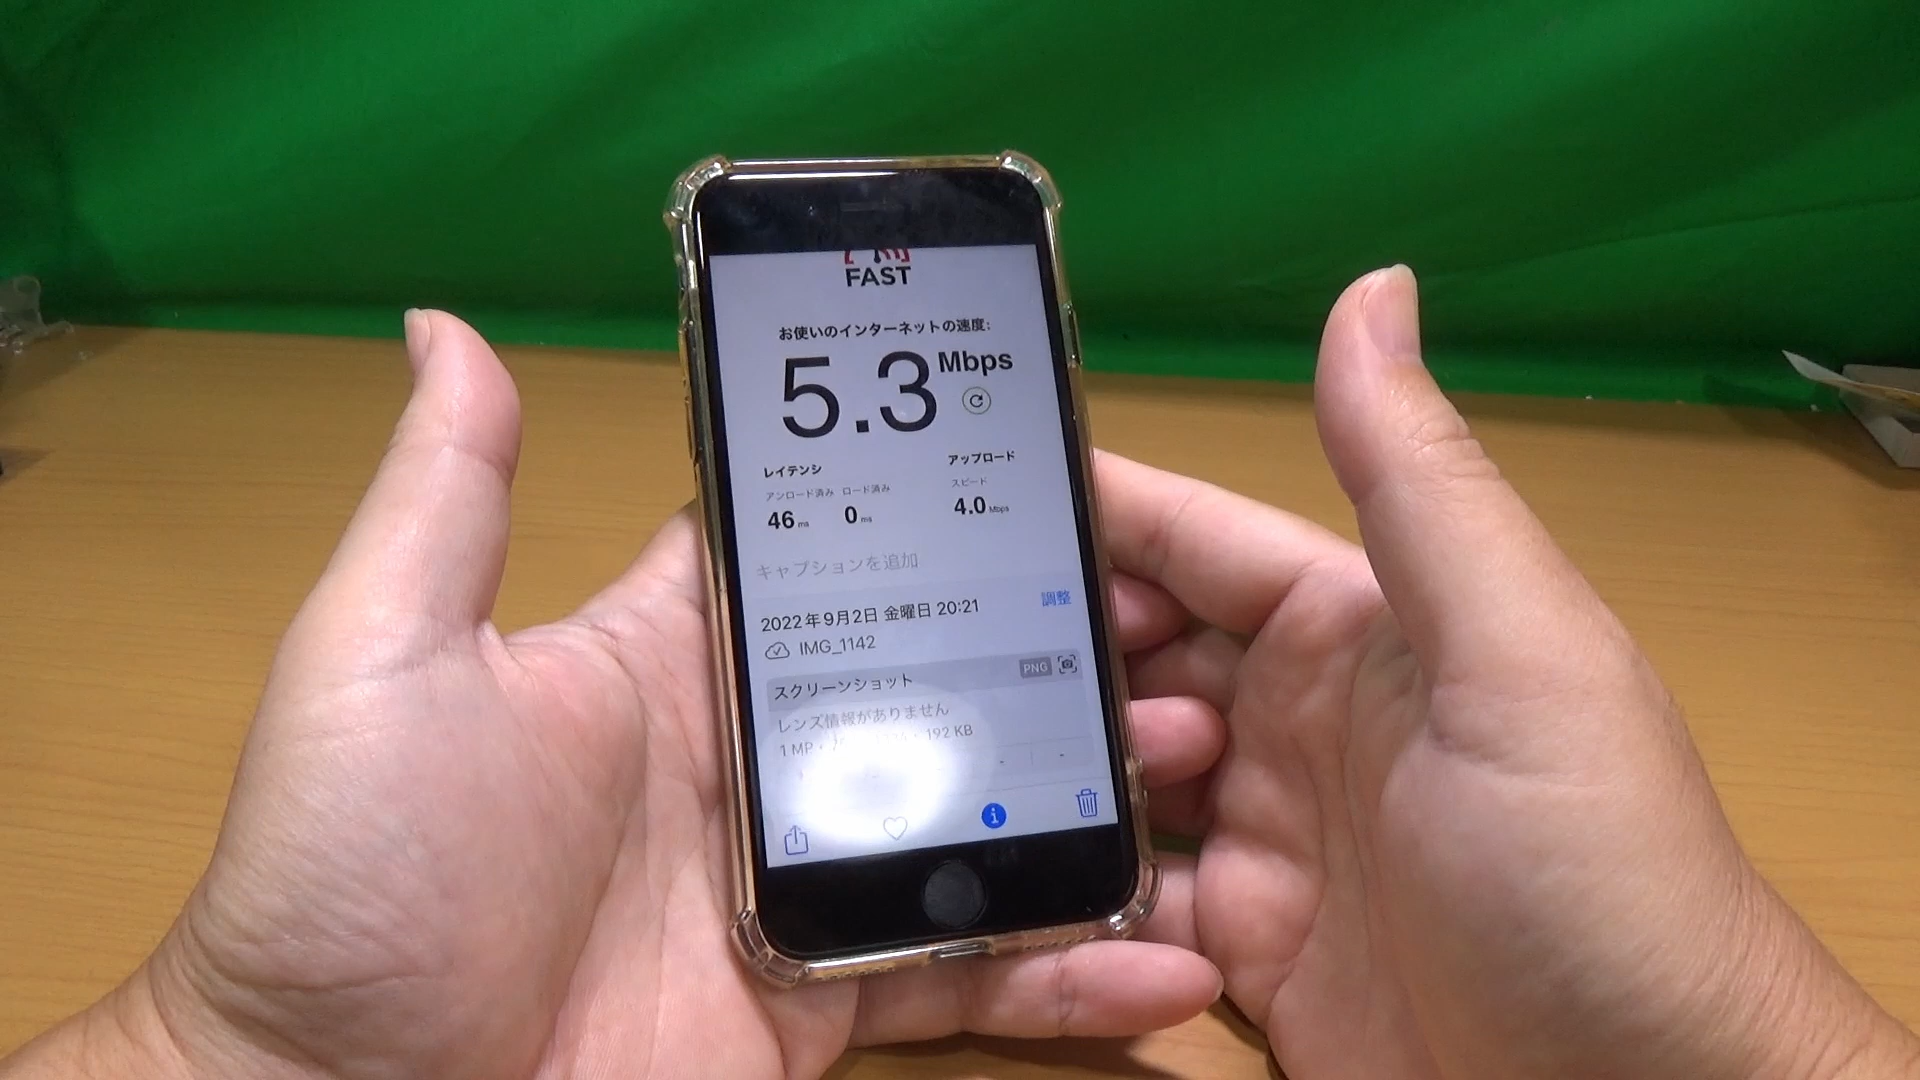 FAST
お使いのインターネットの速度:
5.3 Mbps
レイテンシ
アップロード
アンロード済み ロード済み
スピード
46 ms 0 ms
4.0 Mbps
キャプションを追加
2022年9月2日 金曜日 20:21
調整
IMG_1142
スクリーンショット
PNG
レンズ情報がありません
1 MP • 192 KB
- -